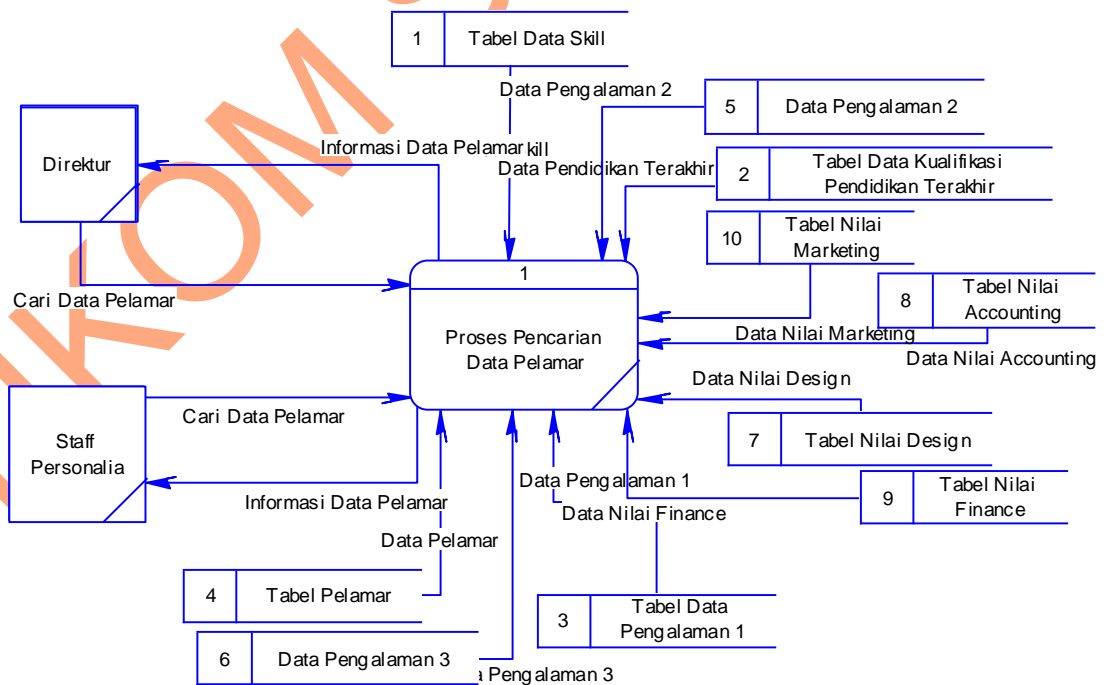 1 Tabel Data Skill
Data Pengalaman 2
5 Data Pengalaman 2
Direktur
Informasi Data Pelamar kill
Data Pendidikan Terakhir
2 Tabel Data Kualifikasi
Pendidikan Terakhir
10 Tabel Nilai
Marketing
1
8 Tabel Nilai
Accounting
Cari Data Pelamar
Proses Pencarian
Data Pelamar
Data Nilai Marketing
Data Nilai Accounting
Data Nilai Design
Staff
Personalia
Cari Data Pelamar
7 Tabel Nilai Design
Informasi Data Pelamar
Data Pengalaman 1
9 Tabel Nilai
Finance
Data Nilai Finance
Data Pelamar
4 Tabel Pelamar
3 Tabel Data
Pengalaman 1
6 Data Pengalaman 3
Pengalaman 3